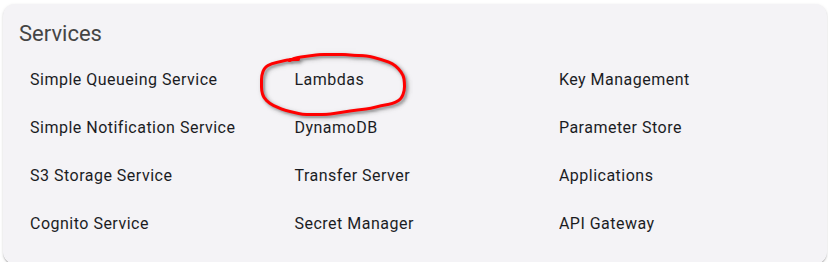 Services
Simple Queueing Service Lambdas Key Management
Simple Notification Service DynamoDB Parameter Store
S3 Storage Service Transfer Server Applications
Cognito Service Secret Manager API Gateway